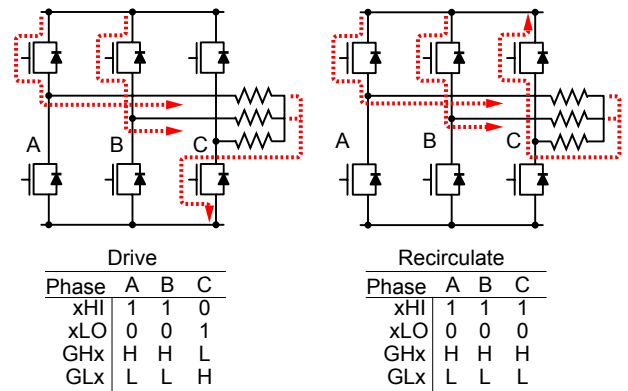 A B C
A B C
Drive
Phase A B C
xHI 1 1 0
xLO 0 0 1
GHx H H L
GLx L L H
Recirculate
Phase A B C
xHI 1 1 1
xLO 0 0 0
GHx H H H
GLx L L L